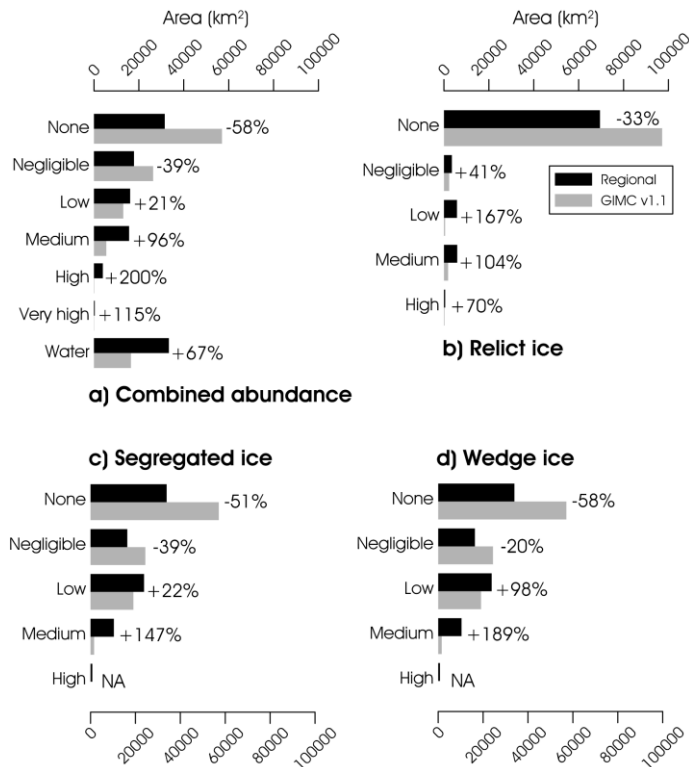 Area (km²)
0 20000 40000 60000 80000 100000
None -58%
Negligible -39%
Low +21%
Medium +96%
High +200%
Very high +115%
Water +67%
a) Combined abundance
Area (km²)
0 20000 40000 60000 80000 100000
None -33%
Negligible +41%
Low +167%
Medium +104%
High +70%
Regional
GIMC v1.1
b) Relict ice
c) Segregated ice
None -51%
Negligible -39%
Low +22%
Medium +147%
High NA
0 20000 40000 60000 80000 100000
d) Wedge ice
None -58%
Negligible -20%
Low +98%
Medium +189%
High NA
0 20000 40000 60000 80000 100000